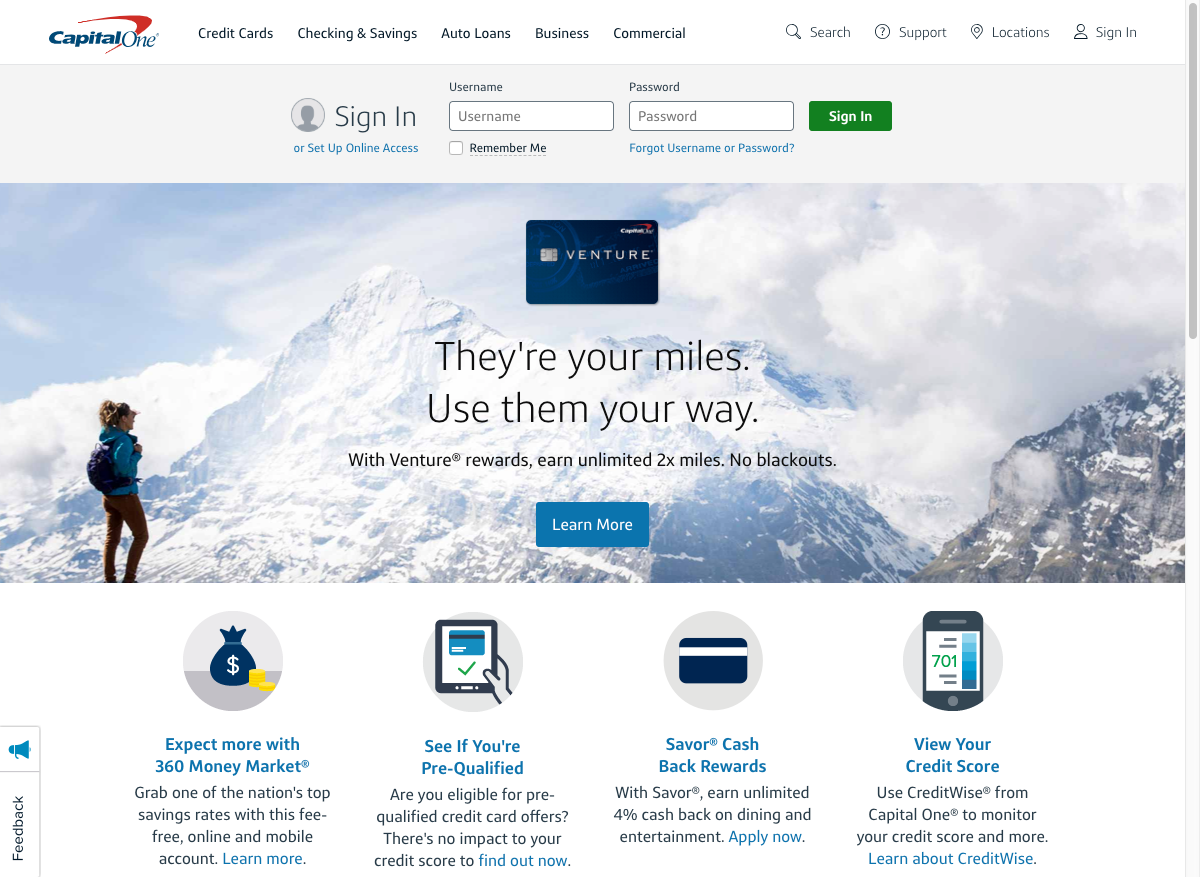 CapitalOne®
Credit Cards
Checking & Savings
Auto Loans
Business
Commercial
Search
Support
Locations
Sign In
Sign In
or Set Up Online Access
Username
Username
Remember Me
Password
Password
Forgot Username or Password?
Sign In
CapitalOne
VENTURE
They're your miles.
Use them your way.
With Venture® rewards, earn unlimited 2x miles. No blackouts.
Learn More
$
Expect more with
360 Money Market®
Grab one of the nation's top
savings rates with this fee-
free, online and mobile
account. Learn more.
See If You're
Pre-Qualified
Are you eligible for pre-
qualified credit card offers?
There's no impact to your
credit score to find out now.
Savor® Cash
Back Rewards
With Savor®, earn unlimited
4% cash back on dining and
entertainment. Apply now.
701
View Your
Credit Score
Use CreditWise® from
Capital One® to monitor
your credit score and more.
Learn about CreditWise.
Feedback